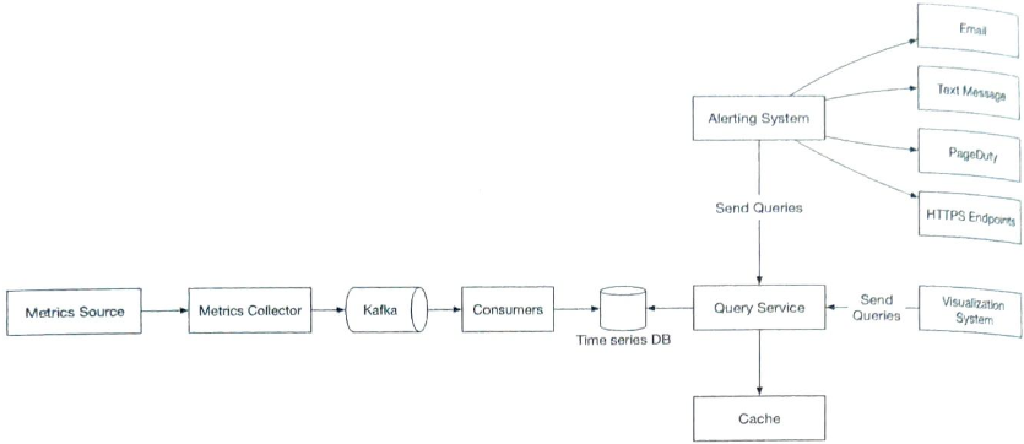 Email
Text Message
Alerting System
PageDuty
Send Queries
HTTPS Endpoints
Metrics Source
Metrics Collector
Kafka
Consumers
Time series DB
Query Service
Send
Queries
Visualization
System
Cache